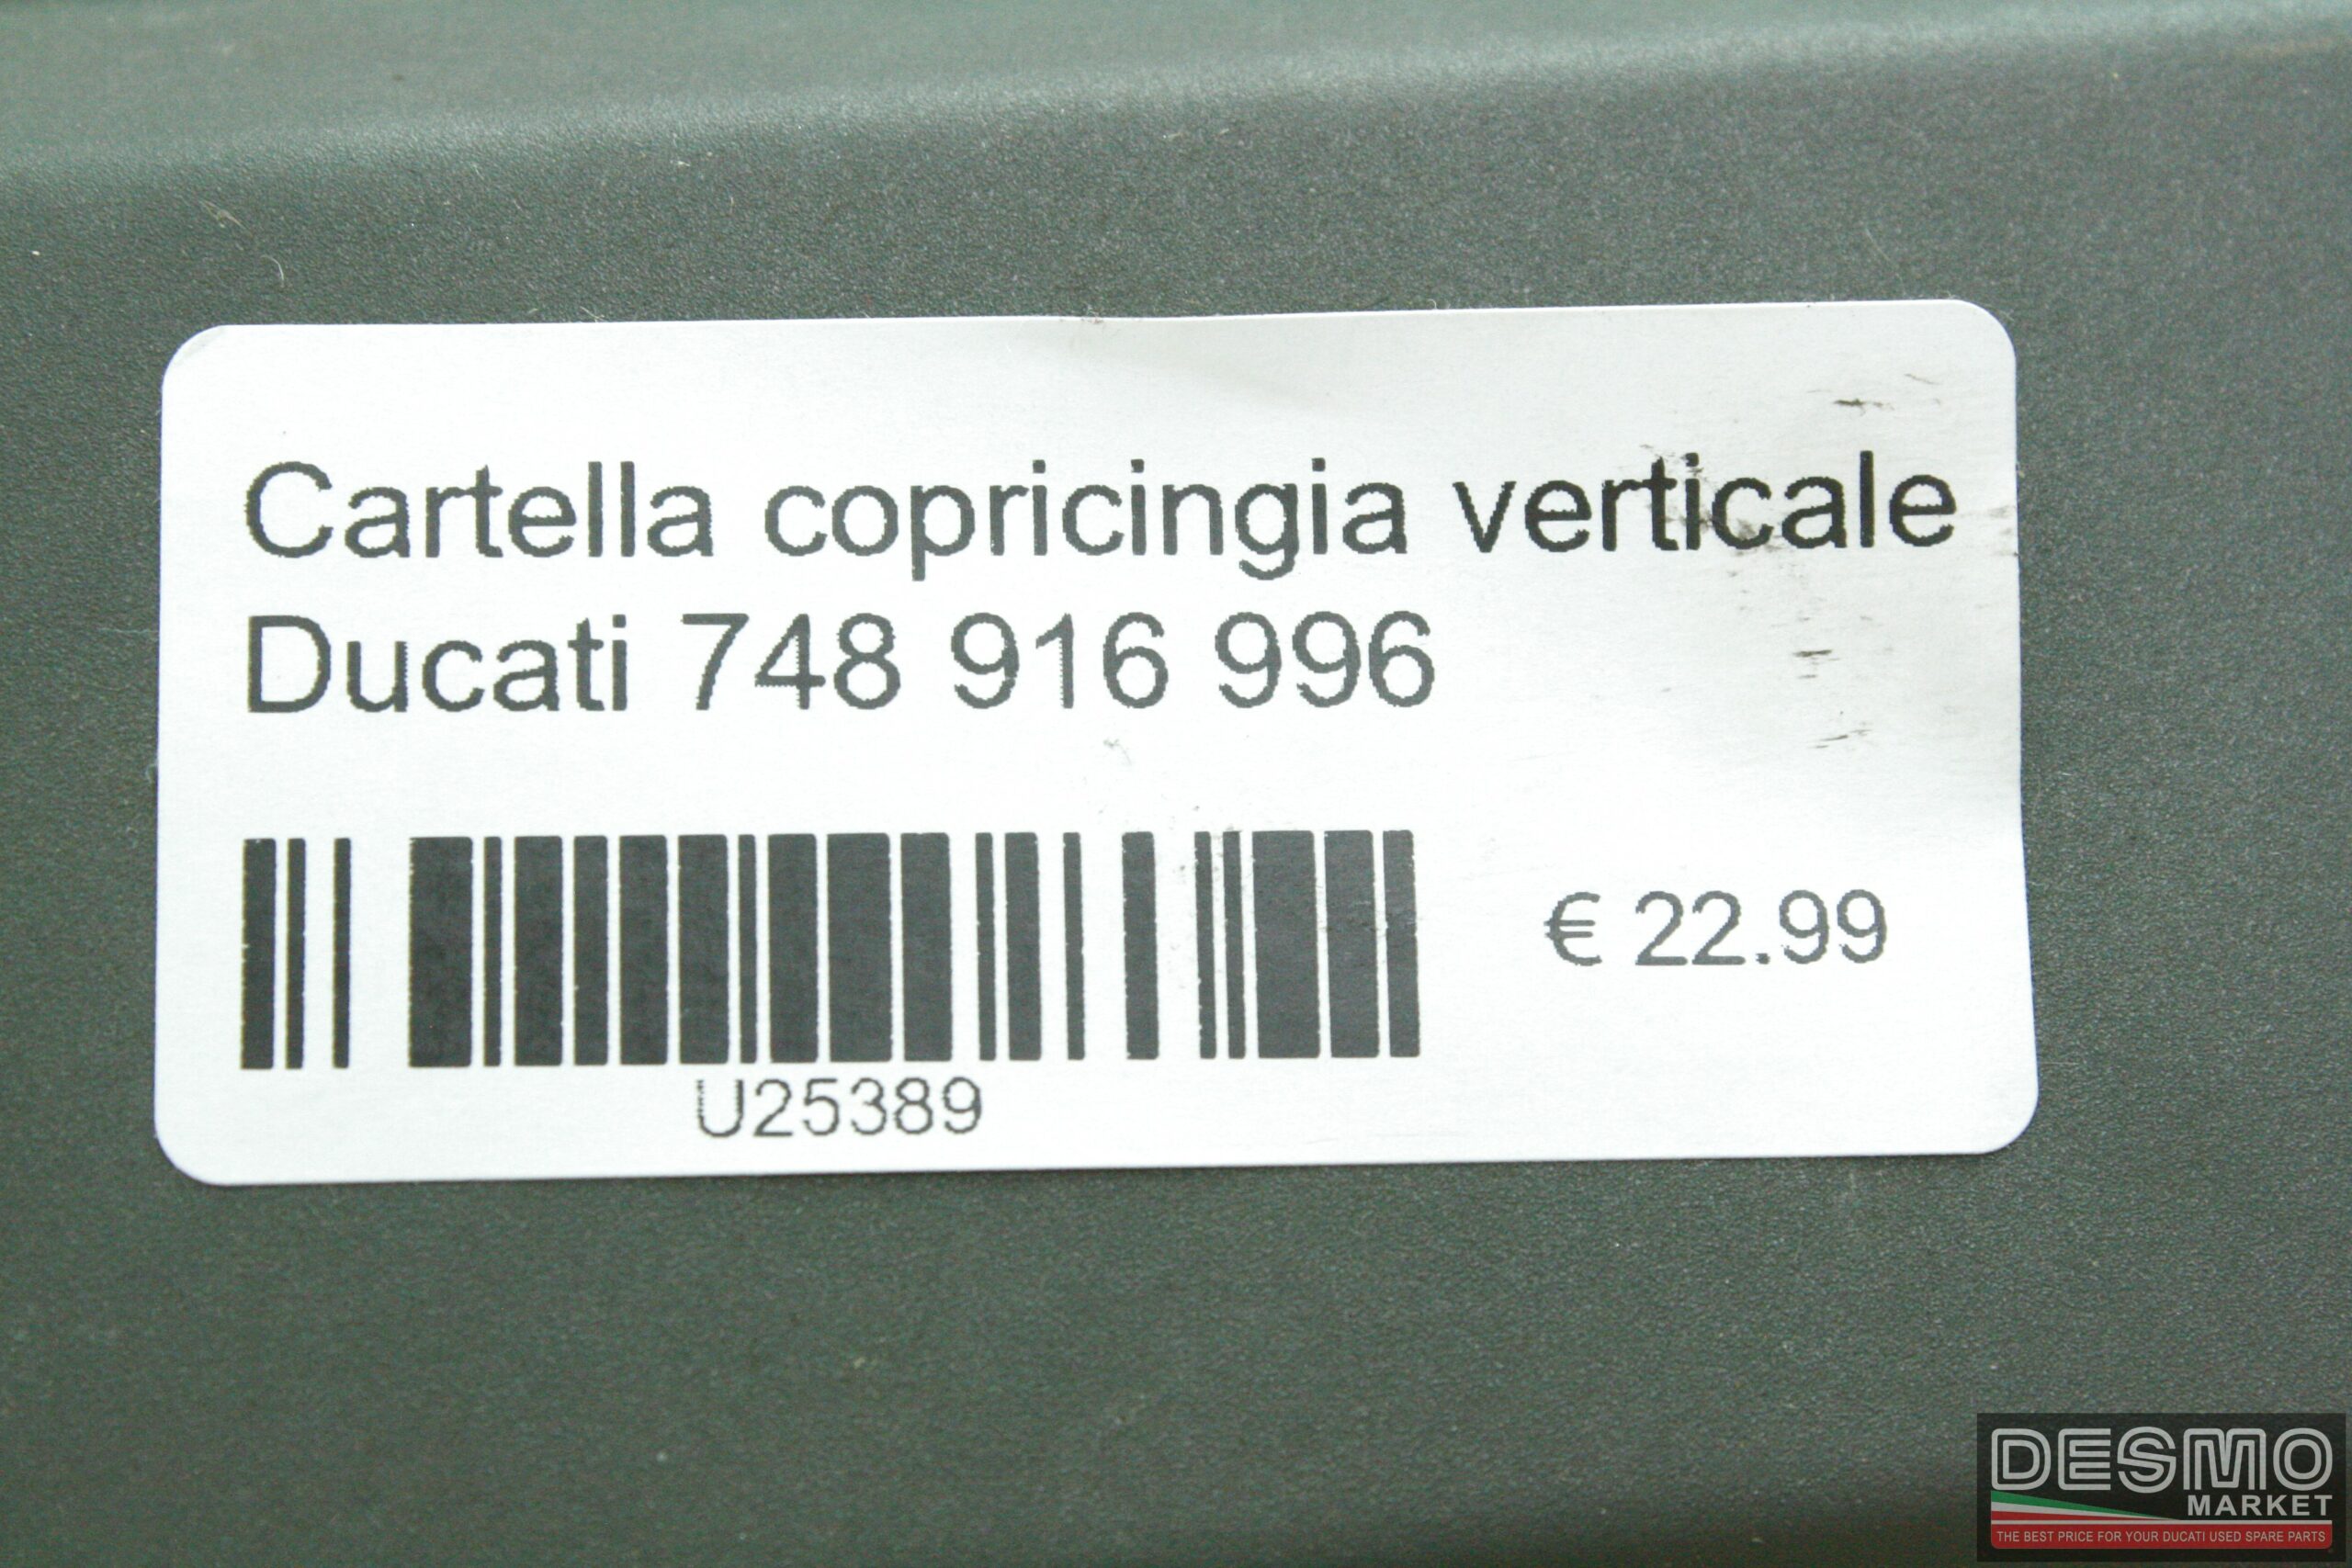 Cartella copricingia verticale
Ducati 748 916 996
€ 22.99
U25389
DESMO
MARKET
THE BEST PRICE FOR YOUR DUCATI USED SPARE PARTS